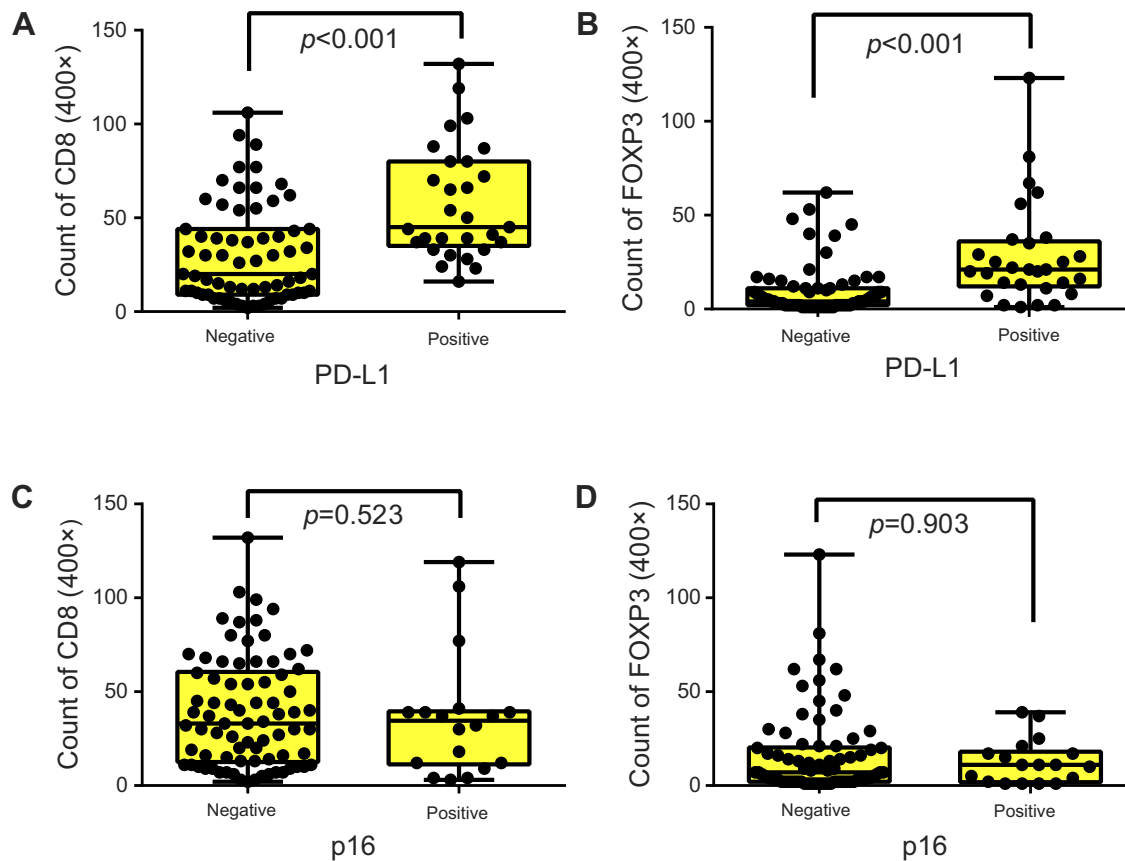 A
Count of CD8 (400×)
150
100
50
0
p<0.001
Negative
Positive
PD-L1
B
Count of FOXP3 (400×)
150
100
50
0
p<0.001
Negative
Positive
PD-L1
C
Count of CD8 (400×)
150
100
50
0
p=0.523
Negative
Positive
p16
D
Count of FOXP3 (400×)
150
100
50
0
p=0.903
Negative
Positive
p16